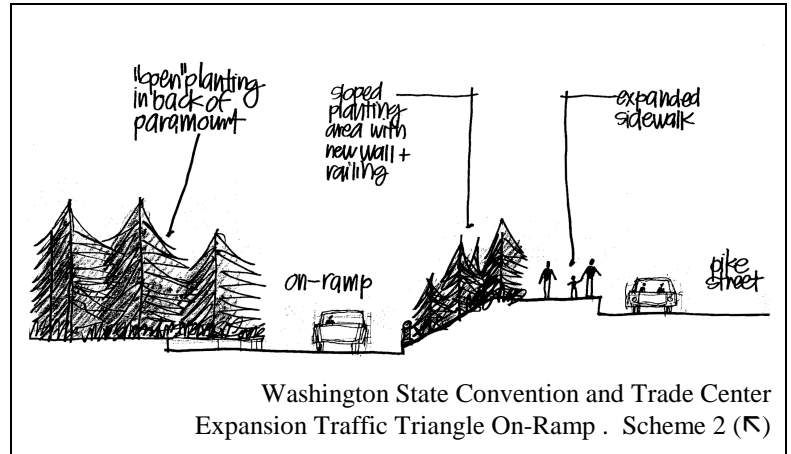 "open" planting
in back of
paramount
sloped
planting
area with
new wall +
railing
expanded
sidewalk
on-ramp
pike
street
Washington State Convention and Trade Center
Expansion Traffic Triangle On-Ramp . Scheme 2 (↖)